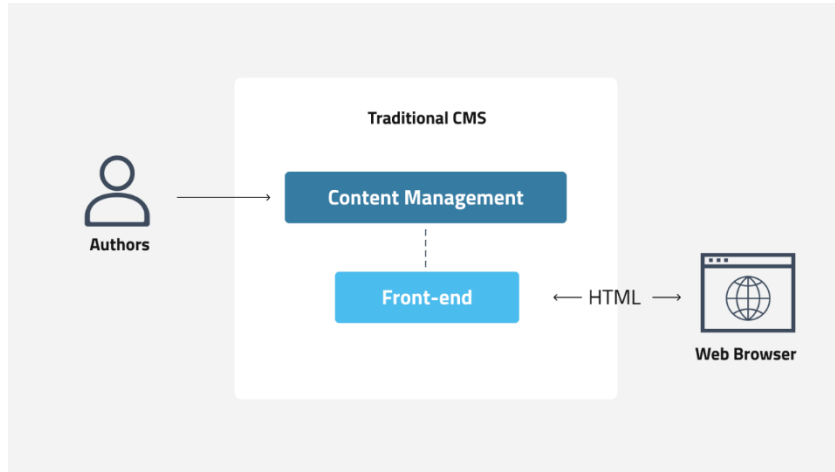 Traditional CMS
Content Management
Authors
Front-end
HTML
Web Browser